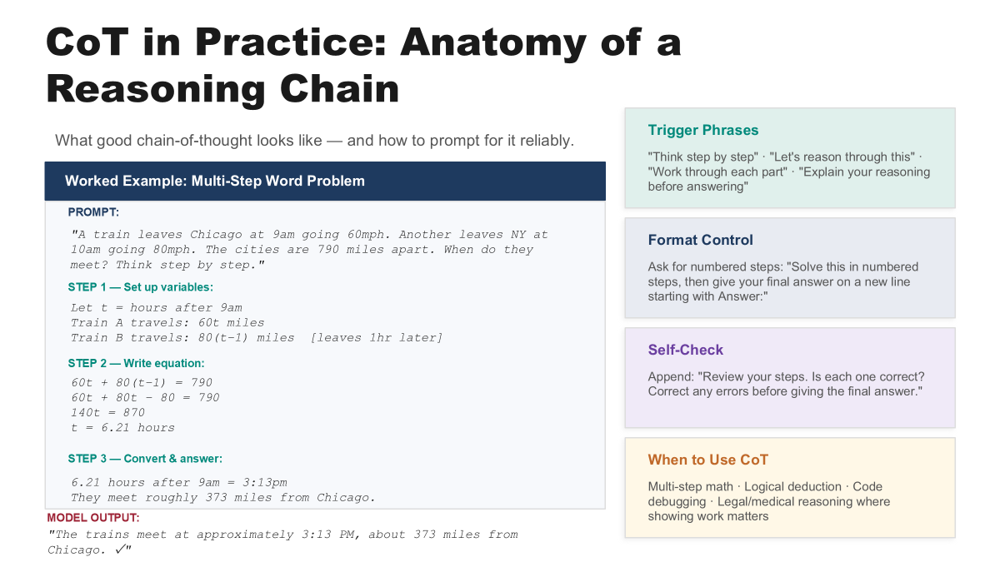 CoT in Practice: Anatomy of a
Reasoning Chain
What good chain-of-thought looks like — and how to prompt for it reliably.
Worked Example: Multi-Step Word Problem
PROMPT:
"A train leaves Chicago at 9am going 60mph. Another leaves NY at
10am going 80mph. The cities are 790 miles apart. When do they
meet? Think step by step."
STEP 1 — Set up variables:
Let t = hours after 9am
Train A travels: 60t miles
Train B travels: 80(t−1) miles  [leaves 1hr later]
STEP 2 — Write equation:
60t + 80(t−1) = 790
60t + 80t − 80 = 790
140t = 870
t = 6.21 hours
STEP 3 — Convert & answer:
6.21 hours after 9am = 3:13pm
They meet roughly 373 miles from Chicago.
MODEL OUTPUT:
"The trains meet at approximately 3:13 PM, about 373 miles from
Chicago. ✓"
Trigger Phrases
"Think step by step" · "Let's reason through this" ·
"Work through each part" · "Explain your reasoning
before answering"
Format Control
Ask for numbered steps: "Solve this in numbered
steps, then give your final answer on a new line
starting with Answer:"
Self-Check
Append: "Review your steps. Is each one correct?
Correct any errors before giving the final answer."
When to Use CoT
Multi-step math · Logical deduction · Code
debugging · Legal/medical reasoning where
showing work matters